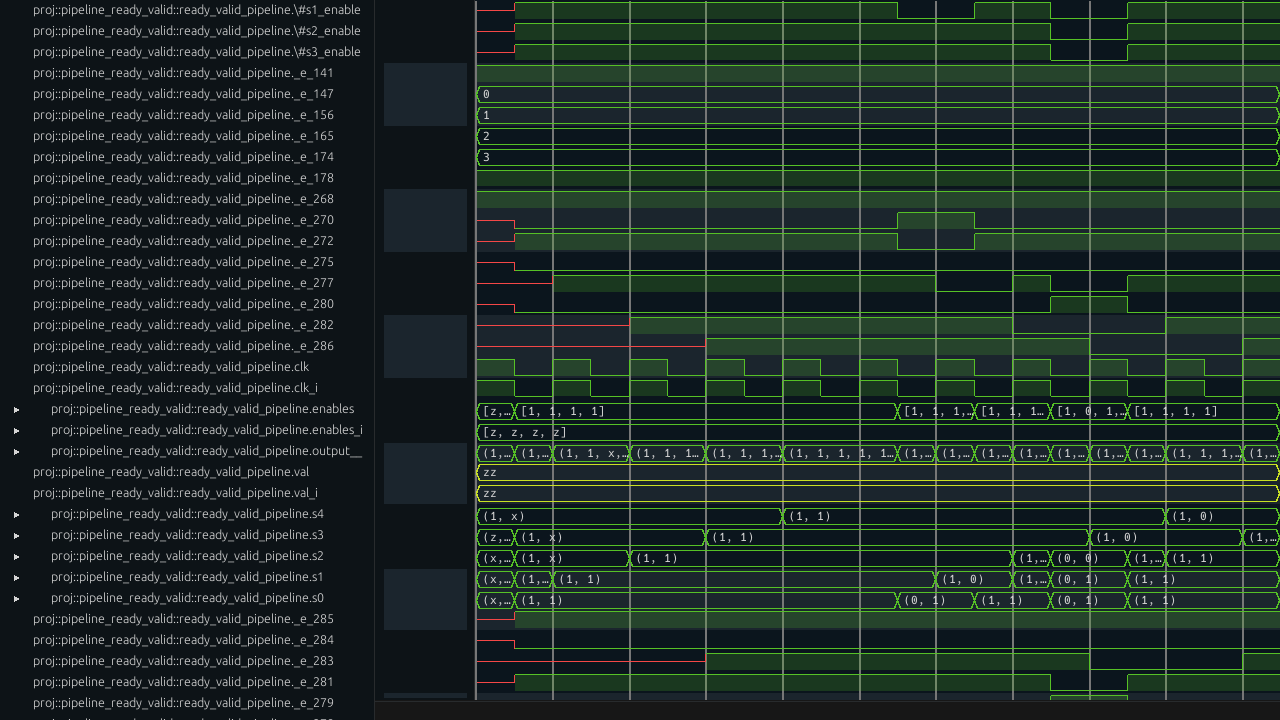 proj::pipeline_ready_valid::ready_valid_pipeline.\#s1_enable
proj::pipeline_ready_valid::ready_valid_pipeline.\#s2_enable
proj::pipeline_ready_valid::ready_valid_pipeline.\#s3_enable
proj::pipeline_ready_valid::ready_valid_pipeline._e_141
proj::pipeline_ready_valid::ready_valid_pipeline._e_147 0
proj::pipeline_ready_valid::ready_valid_pipeline._e_156 1
proj::pipeline_ready_valid::ready_valid_pipeline._e_165 2
proj::pipeline_ready_valid::ready_valid_pipeline._e_174 3
proj::pipeline_ready_valid::ready_valid_pipeline._e_178
proj::pipeline_ready_valid::ready_valid_pipeline._e_268
proj::pipeline_ready_valid::ready_valid_pipeline._e_270
proj::pipeline_ready_valid::ready_valid_pipeline._e_272
proj::pipeline_ready_valid::ready_valid_pipeline._e_275
proj::pipeline_ready_valid::ready_valid_pipeline._e_277
proj::pipeline_ready_valid::ready_valid_pipeline._e_280
proj::pipeline_ready_valid::ready_valid_pipeline._e_282
proj::pipeline_ready_valid::ready_valid_pipeline._e_286
proj::pipeline_ready_valid::ready_valid_pipeline.clk
proj::pipeline_ready_valid::ready_valid_pipeline.clk_i
proj::pipeline_ready_valid::ready_valid_pipeline.enables [z,… [1, 1, 1, 1] [1, 1, 1,… [1, 1, 1… [1, 0, 1,… [1, 1, 1, 1]
proj::pipeline_ready_valid::ready_valid_pipeline.enables_i [z, z, z, z]
proj::pipeline_ready_valid::ready_valid_pipeline.output__ (1,… (1,… (1, 1, x,… (1, 1, 1… (1, 1, 1,… (1, 1, 1, 1, 1… (1,… (1,… (1,… (1,… (1,… (1,… (1,… (1, 1, 1,… (1,…
proj::pipeline_ready_valid::ready_valid_pipeline.val zz
proj::pipeline_ready_valid::ready_valid_pipeline.val_i zz
proj::pipeline_ready_valid::ready_valid_pipeline.s4 (1, x) (1, 1) (1, 0)
proj::pipeline_ready_valid::ready_valid_pipeline.s3 (z,… (1, x) (1, 1) (1, 0) (1,…
proj::pipeline_ready_valid::ready_valid_pipeline.s2 (x,… (1, x) (1, 1) (1,… (0, 0) (1,… (1, 1)
proj::pipeline_ready_valid::ready_valid_pipeline.s1 (x,… (1,… (1, 1) (1, 0) (1,… (0, 1) (1, 1)
proj::pipeline_ready_valid::ready_valid_pipeline.s0 (x,… (1, 1) (0, 1) (1, 1) (0, 1) (1, 1)
proj::pipeline_ready_valid::ready_valid_pipeline._e_285
proj::pipeline_ready_valid::ready_valid_pipeline._e_284
proj::pipeline_ready_valid::ready_valid_pipeline._e_283
proj::pipeline_ready_valid::ready_valid_pipeline._e_281
proj::pipeline_ready_valid::ready_valid_pipeline._e_279